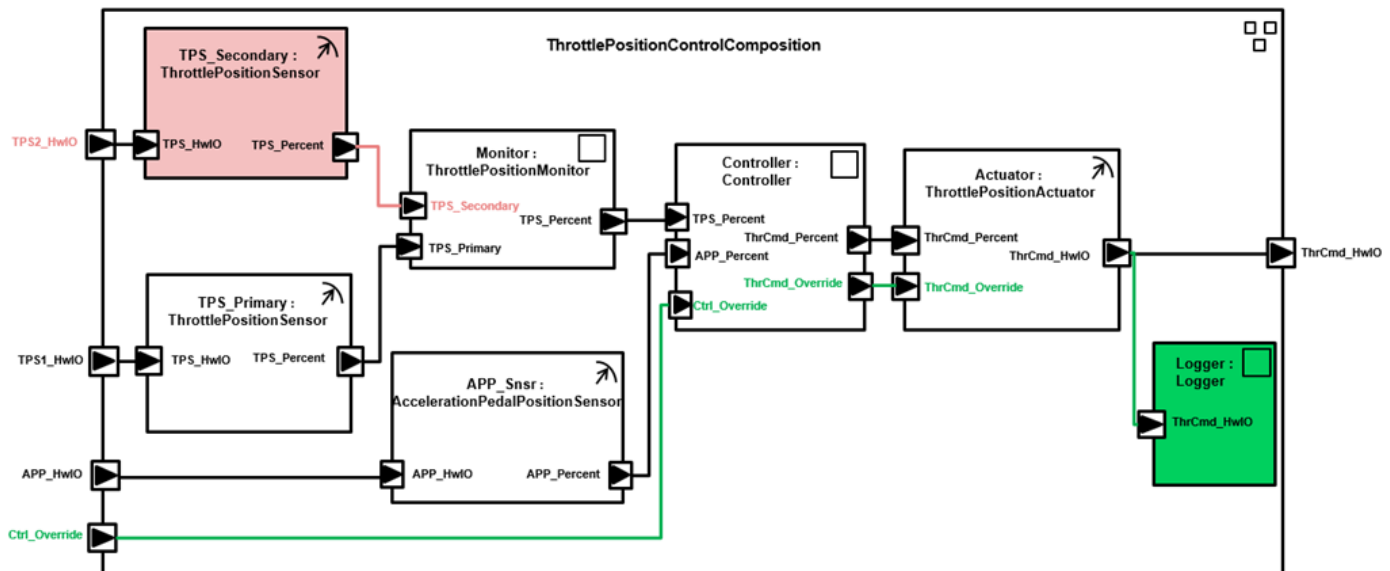 ThrottlePositionControlComposition
TPS_Secondary :
ThrottlePositionSensor
TPS2_HwIO
TPS_HwIO
TPS_Percent
Monitor :
ThrottlePositionMonitor
TPS_Secondary
TPS_Percent
TPS_Primary
Controller :
Controller
TPS_Percent
ThrCmd_Percent
APP_Percent
ThrCmd_Override
Ctrl_Override
Actuator :
ThrottlePositionActuator
ThrCmd_Percent
ThrCmd_HwIO
ThrCmd_Override
ThrCmd_HwIO
TPS_Primary :
ThrottlePositionSensor
TPS1_HwIO
TPS_HwIO
TPS_Percent
APP_Snsr :
AccelerationPedalPositionSensor
APP_HwIO
APP_HwIO
APP_Percent
Logger :
Logger
ThrCmd_HwIO
Ctrl_Override